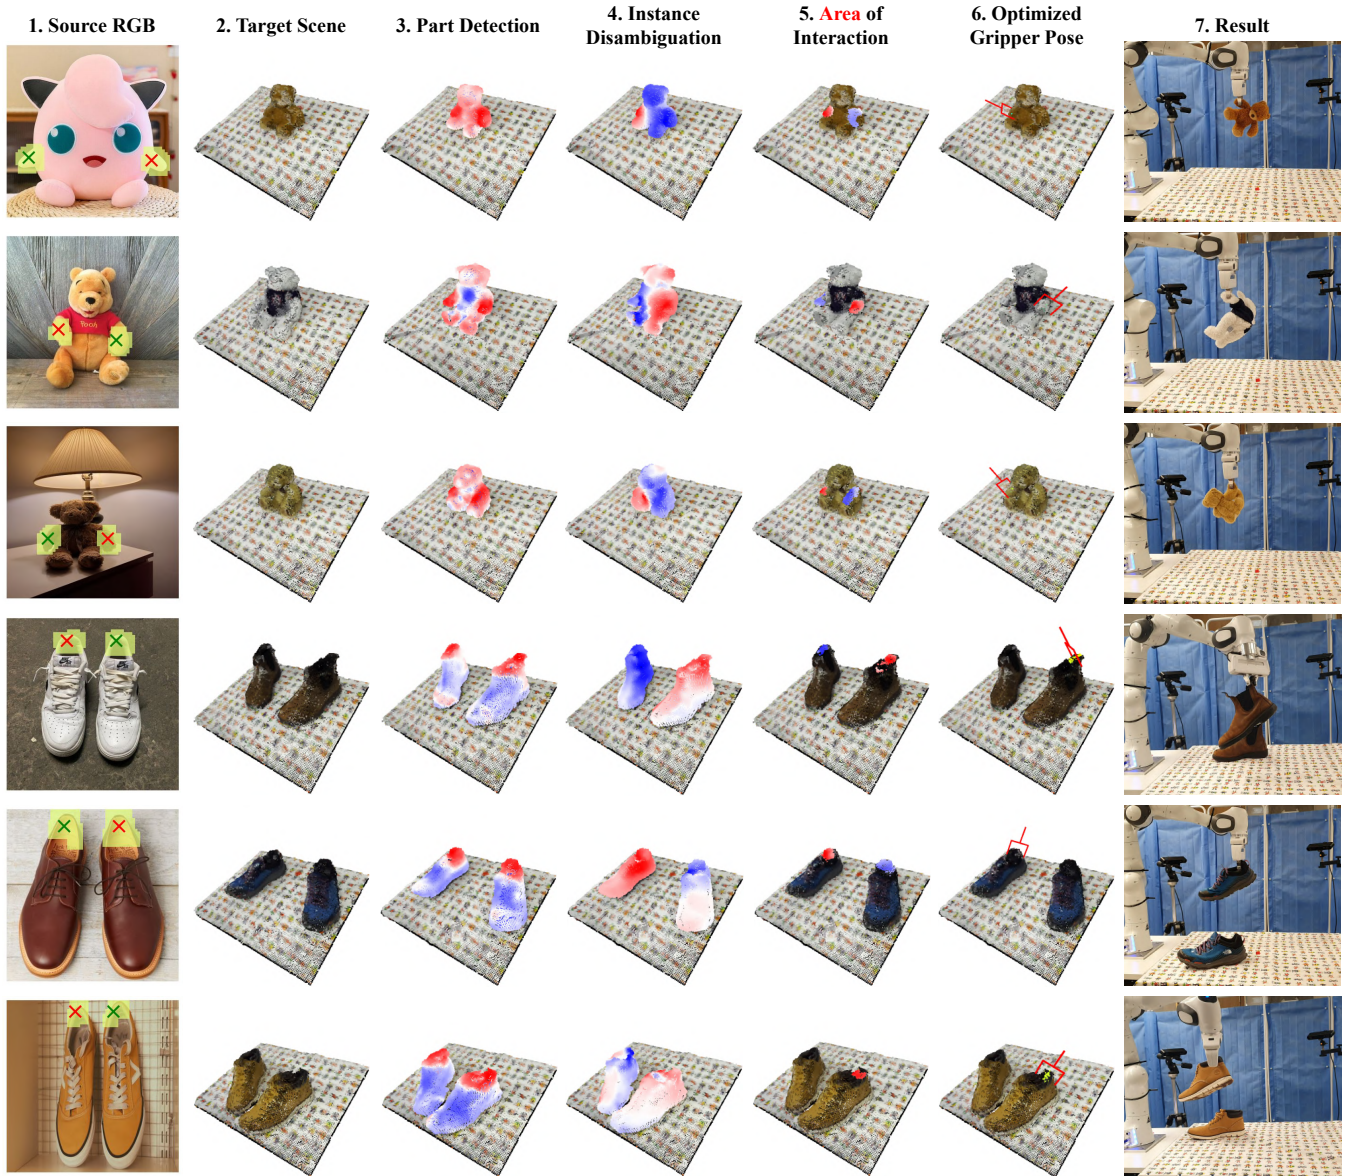 1. Source RGB
2. Target Scene
3. Part Detection
4. Instance
Disambiguation
5. Area of
Interaction
6. Optimized
Gripper Pose
7. Result
Pooh